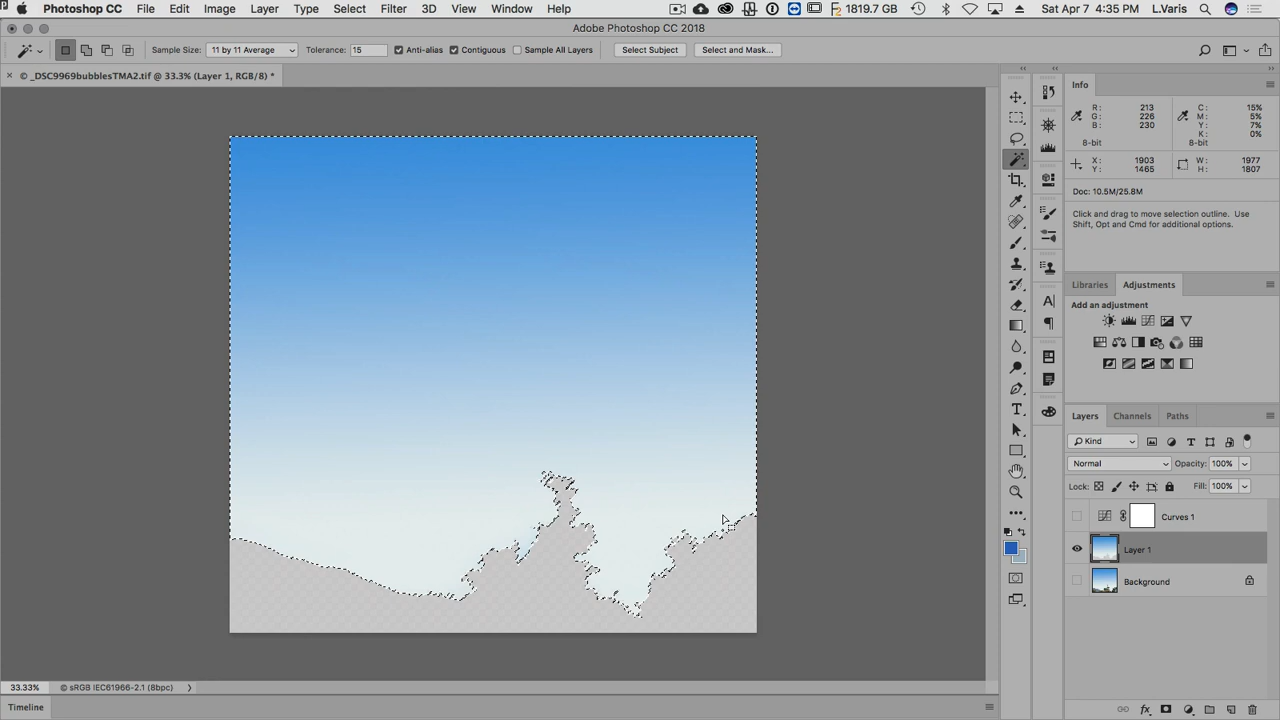 Photoshop CC File Edit Image Layer Type Select Filter 3D View Window Help 1819.7 GB Sat Apr 7 4:35 PM L.Varis
Adobe Photoshop CC 2018
Sample Size: 11 by 11 Average Tolerance: 15 Anti-alias Contiguous Sample All Layers Select Subject Select and Mask...
© _DSC9969bubblesTMA2.tif @ 33.3% (Layer 1, RGB/8) *
Info
R: 213 C: 15%
G: 226 M: 5%
B: 230 Y: 7%
K: 0%
8-bit 8-bit
X: 1903 W: 1977
Y: 1465 H: 1807
Doc: 10.5M/25.8M
Click and drag to move selection outline. Use
Shift, Opt and Cmd for additional options.
Libraries Adjustments
Add an adjustment
Layers Channels Paths
Kind
Normal Opacity: 100%
Lock: Fill: 100%
Curves 1
Layer 1
Background
33.33% © sRGB IEC61966-2.1 (8bpc)
Timeline